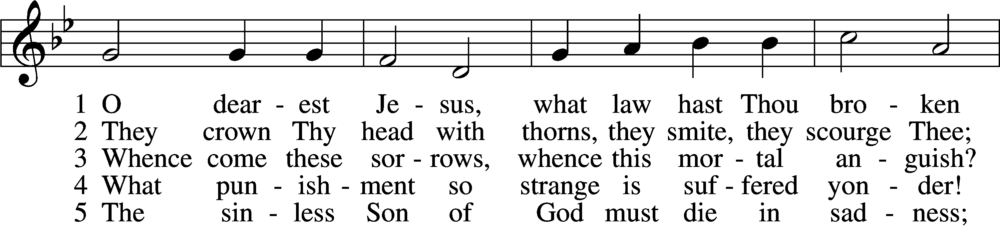 1 O dear - est Je - sus, what law hast Thou bro - ken
2 They crown Thy head with thorns, they smite, they scourge Thee;
3 Whence come these sor - rows, whence this mor - tal an - guish?
4 What pun - ish - ment so strange is suf - fered yon - der!
5 The sin - less Son of God must die in sad - ness;